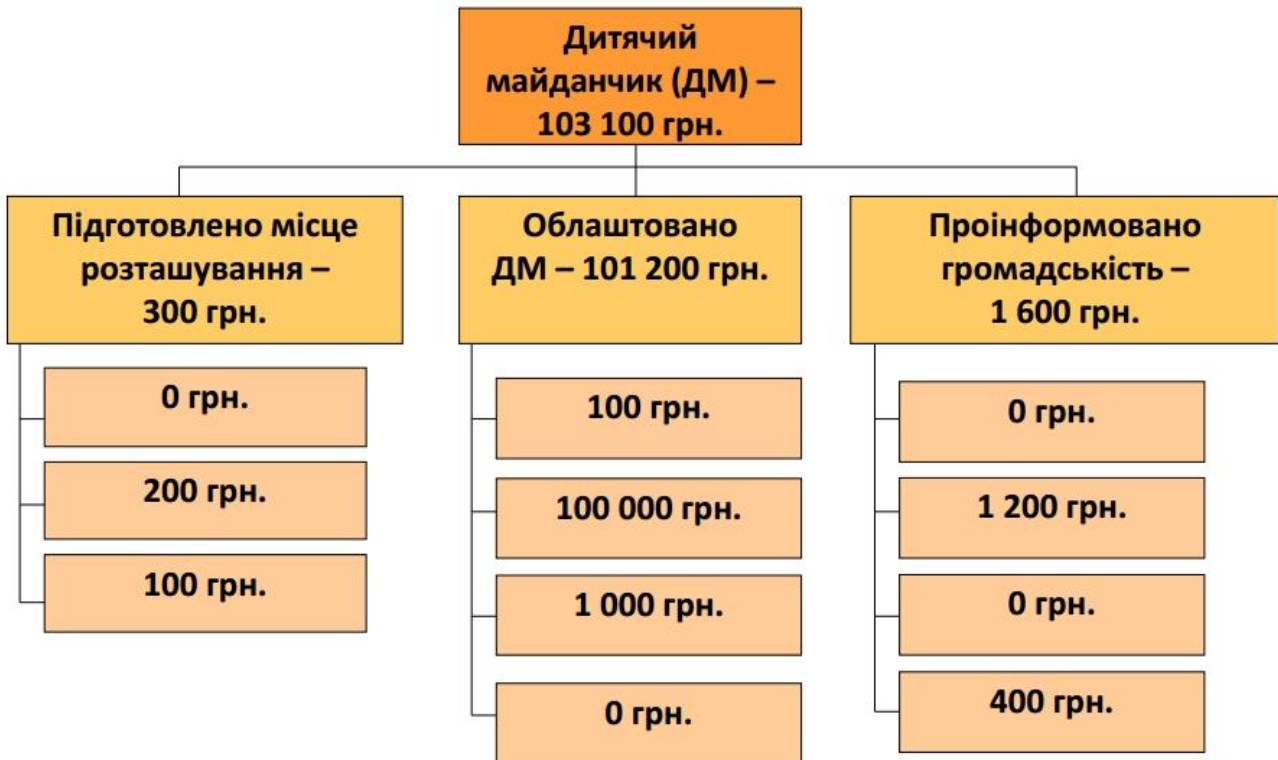 Дитячий
майданчик (ДМ) –
103 100 грн.
Підготовлено місце
розташування –
300 грн.
0 грн.
200 грн.
100 грн.
Облаштовано
ДМ – 101 200 грн.
100 грн.
100 000 грн.
1 000 грн.
0 грн.
Проінформовано
громадськість –
1 600 грн.
0 грн.
1 200 грн.
0 грн.
400 грн.